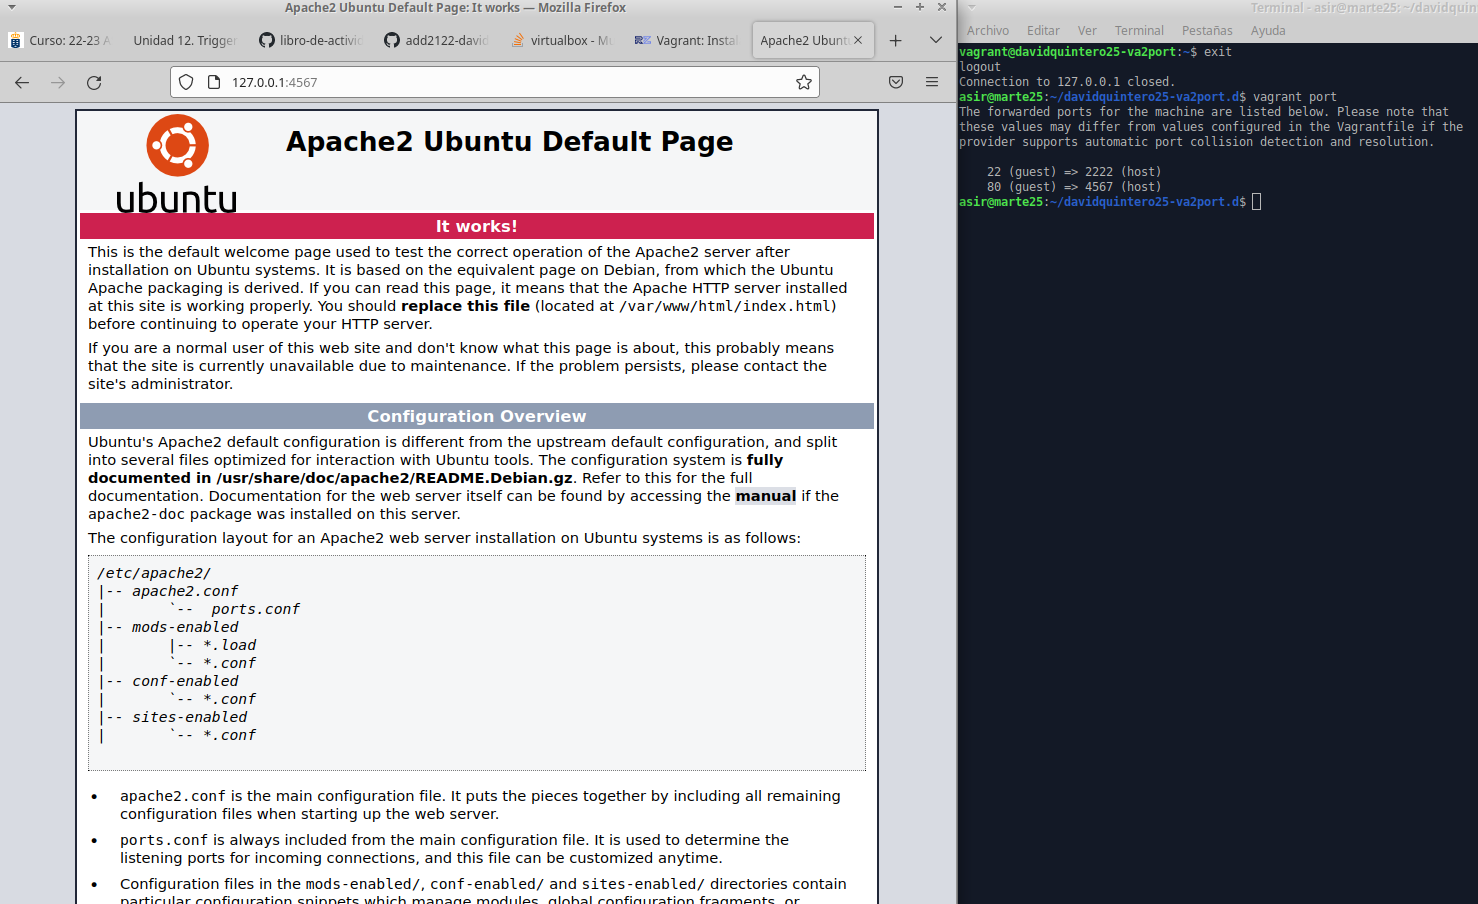 Apache2 Ubuntu Default Page: It works — Mozilla Firefox
Curso: 22-23 A
Unidad 12. Trigger
libro-de-activid
add2122-david
virtualbox - Mu
Vagrant: Instal
Apache2 Ubunt
127.0.0.1:4567
ubuntu
Apache2 Ubuntu Default Page
It works!
This is the default welcome page used to test the correct operation of the Apache2 server after
installation on Ubuntu systems. It is based on the equivalent page on Debian, from which the Ubuntu
Apache packaging is derived. If you can read this page, it means that the Apache HTTP server installed
at this site is working properly. You should replace this file (located at /var/www/html/index.html)
before continuing to operate your HTTP server.
If you are a normal user of this web site and don't know what this page is about, this probably means
that the site is currently unavailable due to maintenance. If the problem persists, please contact the
site's administrator.
Configuration Overview
Ubuntu's Apache2 default configuration is different from the upstream default configuration, and split
into several files optimized for interaction with Ubuntu tools. The configuration system is fully
documented in /usr/share/doc/apache2/README.Debian.gz. Refer to this for the full
documentation. Documentation for the web server itself can be found by accessing the manual if the
apache2-doc package was installed on this server.
The configuration layout for an Apache2 web server installation on Ubuntu systems is as follows:
/etc/apache2/
|-- apache2.conf
|       `--  ports.conf
|-- mods-enabled
|       |-- *.load
|       `-- *.conf
|-- conf-enabled
|       `-- *.conf
|-- sites-enabled
|       `-- *.conf
• apache2.conf is the main configuration file. It puts the pieces together by including all remaining
configuration files when starting up the web server.
• ports.conf is always included from the main configuration file. It is used to determine the
listening ports for incoming connections, and this file can be customized anytime.
• Configuration files in the mods-enabled/, conf-enabled/ and sites-enabled/ directories contain
particular configuration snippets which manage modules, global configuration fragments, or
Terminal - asir@marte25: ~/davidquin
Archivo Editar Ver Terminal Pestañas Ayuda
vagrant@davidquintero25-va2port:~$ exit
logout
Connection to 127.0.0.1 closed.
asir@marte25:~/davidquintero25-va2port.d$ vagrant port
The forwarded ports for the machine are listed below. Please note that
these values may differ from values configured in the Vagrantfile if the
provider supports automatic port collision detection and resolution.
22 (guest) => 2222 (host)
80 (guest) => 4567 (host)
asir@marte25:~/davidquintero25-va2port.d$